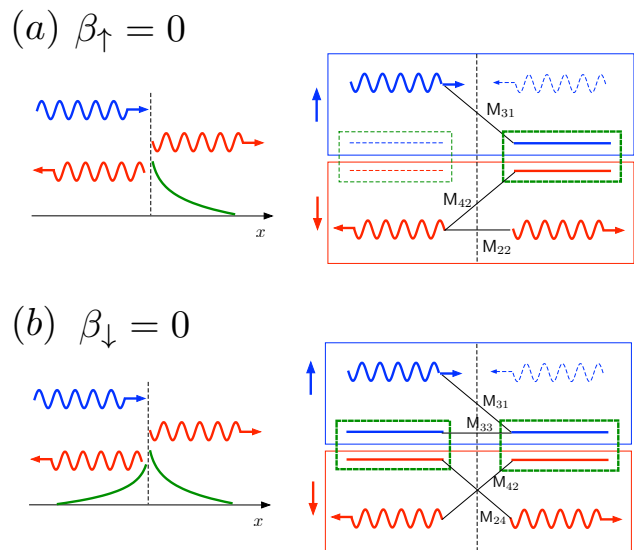 (a) β↑ = 0
M₃₁
M₄₂
M₂₂
x
(b) β↓ = 0
M₃₁
M₃₃
M₄₂
M₂₄
x